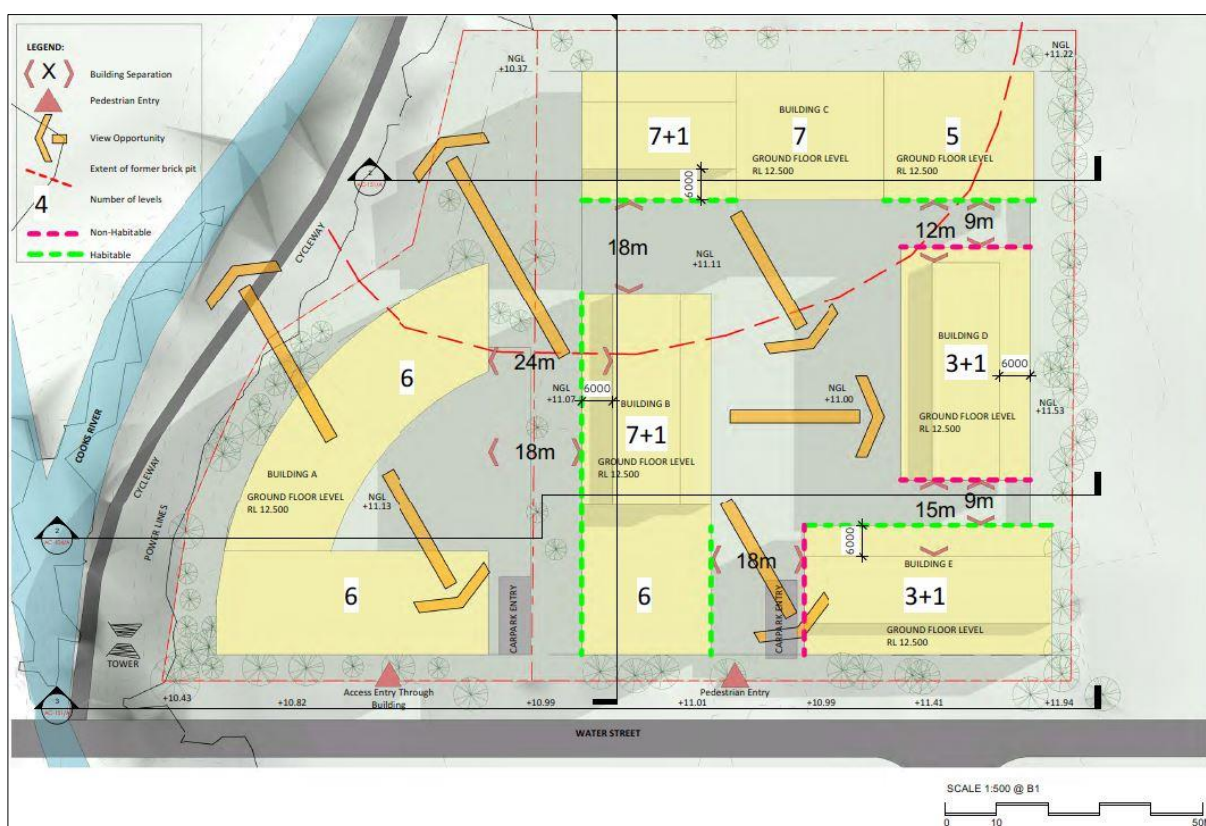 LEGEND:
X
Building Separation
Pedestrian Entry
View Opportunity
Extent of former brick pit
4
Number of levels
Non-Habitable
Habitable
NGL
+10.37
NGL
+11.22
BUILDING C
7+1
7
5
GROUND FLOOR LEVEL
RL 12.500
GROUND FLOOR LEVEL
RL 12.500
6000
2
CYCLEWAY
18m
NGL
+11.11
12m
9m
BUILDING D
3+1
6000
6
24m
NGL
+11.07
6000
BUILDING B
7+1
NGL
+11.00
GROUND FLOOR LEVEL
RL 12.500
NGL
+11.53
COOKS RIVER
CYCLEWAY
POWER LINES
18m
GROUND FLOOR LEVEL
RL 12.500
BUILDING A
GROUND FLOOR LEVEL
RL 12.500
NGL
+11.13
9m
15m
2
6000
18m
BUILDING E
6
6
3+1
CARPARK ENTRY
CARPARK ENTRY
GROUND FLOOR LEVEL
RL 12.500
TOWER
3
+10.43
+10.82
Access Entry Through
Building
+10.99
+11.01
Pedestrian Entry
+10.99
+11.41
+11.94
WATER STREET
SCALE 1:500 @ B1
0
10